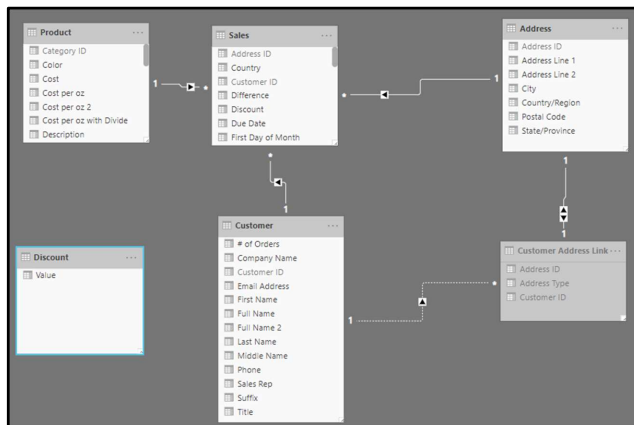 Product
Category ID
Color
Cost
Cost per oz
Cost per oz 2
Cost per oz with Divide
Description
Sales
Address ID
Country
Customer ID
Difference
Discount
Due Date
First Day of Month
Address
Address ID
Address Line 1
Address Line 2
City
Country/Region
Postal Code
State/Province
1
*
*
1
*
1
1
1
Customer
# of Orders
Company Name
Customer ID
Email Address
First Name
Full Name
Full Name 2
Last Name
Middle Name
Phone
Sales Rep
Suffix
Title
Discount
Value
Customer Address Link
Address ID
Address Type
Customer ID
1
*